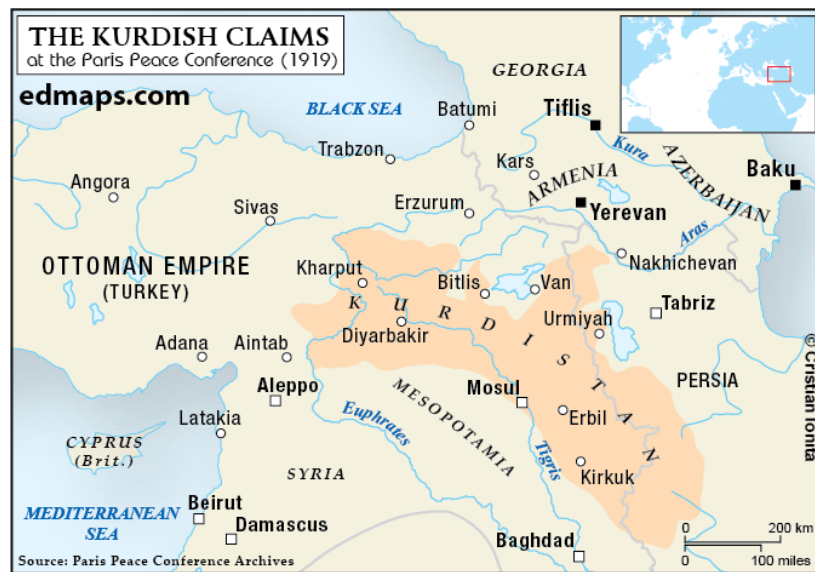 THE KURDISH CLAIMS
at the Paris Peace Conference (1919)
edmaps.com
GEORGIA
BLACK SEA
Batumi
Tiflis
Trabzon
Kars
Kura
AZERBAIJAN
Baku
ARMENIA
Angora
Sivas
Erzurum
Yerevan
Aras
OTTOMAN EMPIRE
(TURKEY)
Kharput
Bitlis
Van
Nakhichevan
KURDISTAN
Diyarbakir
Urmiyah
Tabriz
Adana
Aintab
Aleppo
MESOPOTAMIA
Mosul
PERSIA
© Cristian Ionita
Latakia
Euphrates
Erbil
CYPRUS
(Brit.)
SYRIA
Tigris
Kirkuk
MEDITERRANEAN
SEA
Beirut
Damascus
Baghdad
0 200 km
0 100 miles
Source: Paris Peace Conference Archives